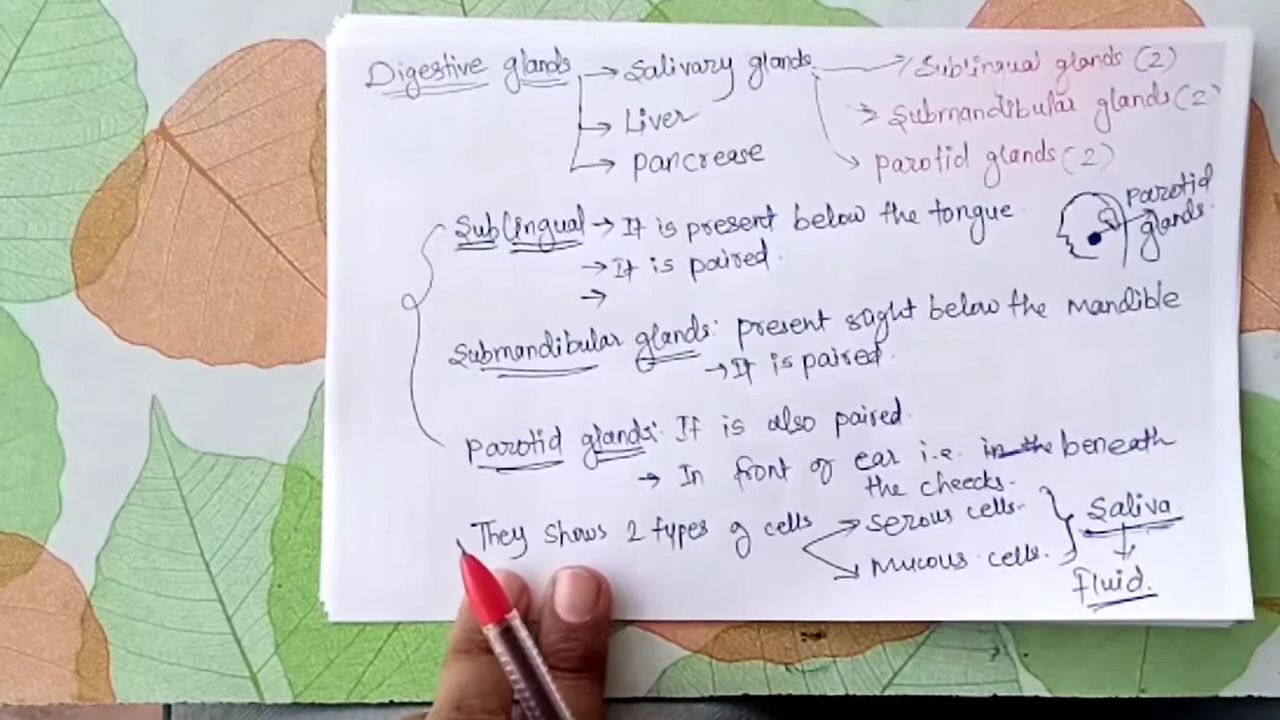 Digestive glands → Salivary glands → Sublingual glands (2)
→ Liver → Submandibular glands (2)
→ pancrease → parotid glands (2)
parotid glands.
Sublingual → It is present below the tongue
→ It is paired.
→
Submandibular glands: present saght below the mandible
→ It is paired.
parotid glands: It is also paired.
→ In front of ear i.e. in the beneath
the cheecks.
They shows 2 types of cells → serous cells.
→ Mucous cells.
Saliva
↓
fluid.